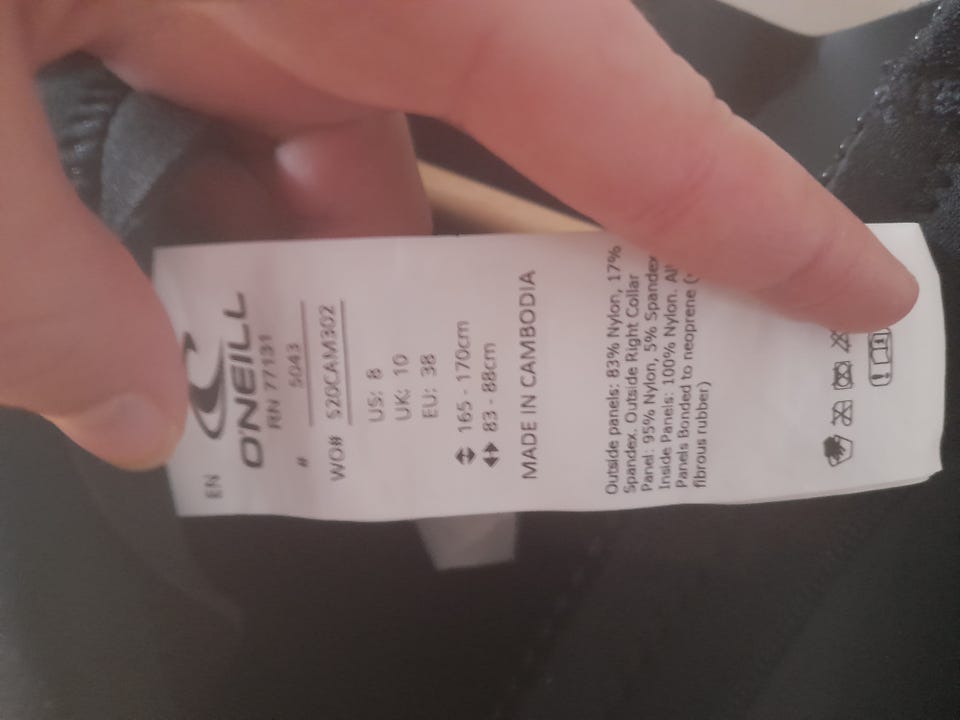 EN
O'NEILL
RN 77131
# 5043
WO# S20CAM302
US: 8
UK: 10
EU: 38
165 - 170cm
83 - 88cm
MADE IN CAMBODIA
Outside panels: 83% Nylon, 17%
Spandex. Outside Right Collar
Panel: 95% Nylon, 5% Spandex
Inside Panels: 100% Nylon. All
Panels Bonded to neoprene (
fibrous rubber)